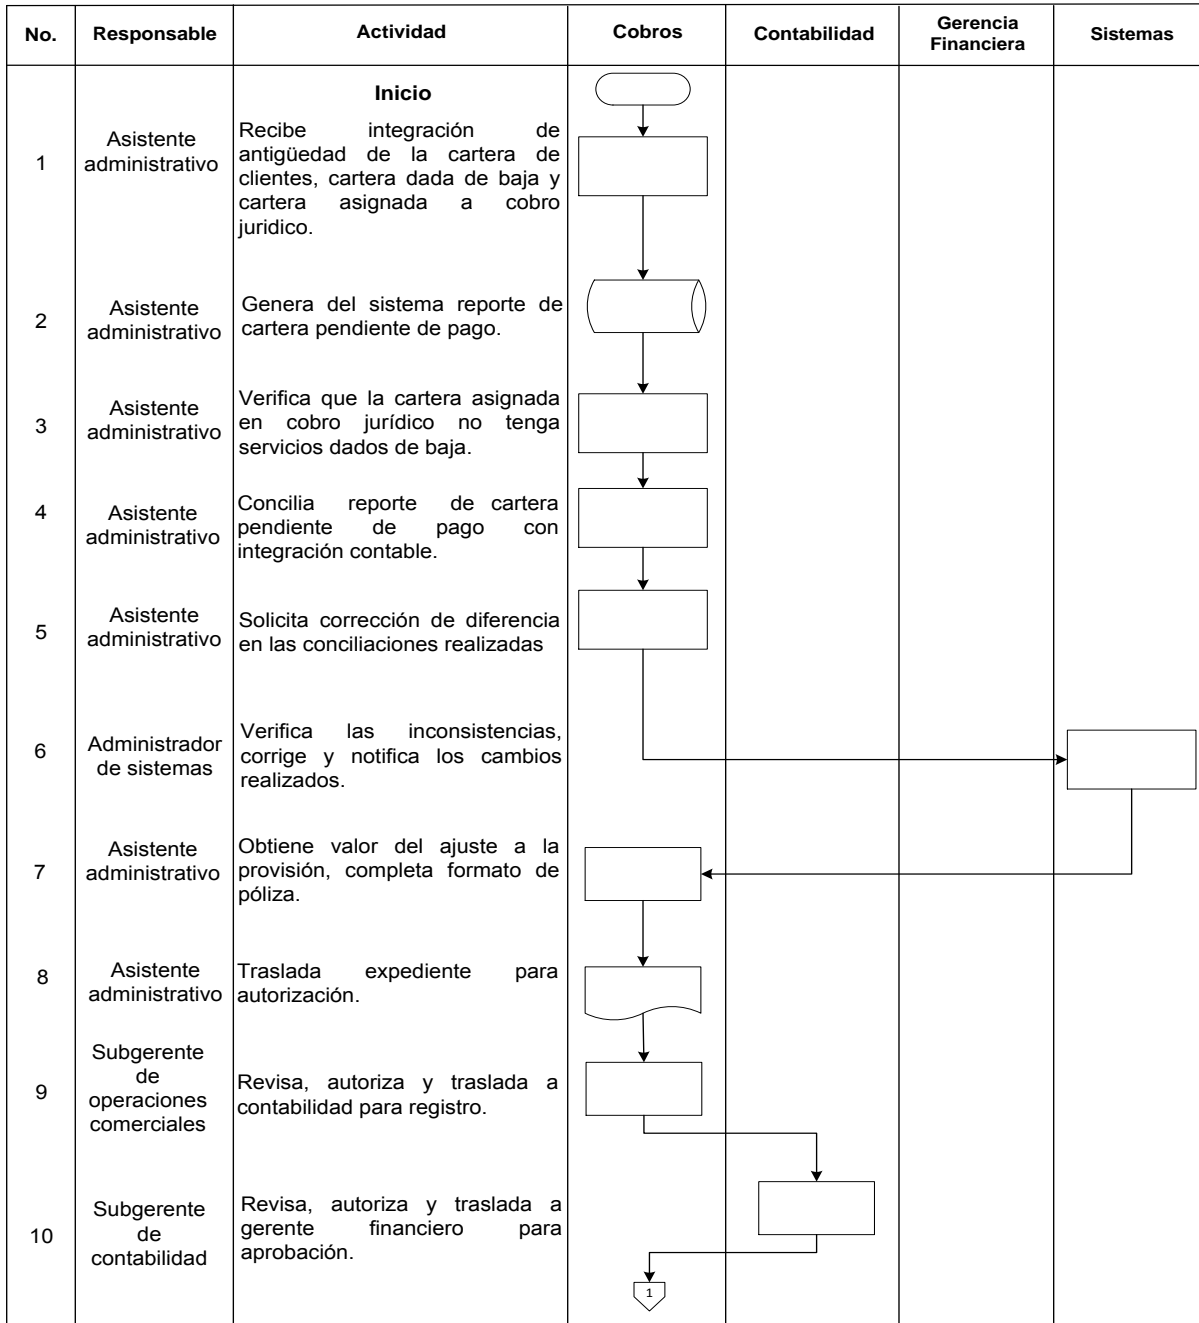 No. Responsable Actividad Cobros Contabilidad Gerencia Financiera Sistemas
Inicio
1
Asistente
administrativo
Recibe integración de
antigüedad de la cartera de
clientes, cartera dada de baja y
cartera asignada a cobro
juridico.
2
Asistente
administrativo
Genera del sistema reporte de
cartera pendiente de pago.
3
Asistente
administrativo
Verifica que la cartera asignada
en cobro jurídico no tenga
servicios dados de baja.
4
Asistente
administrativo
Concilia reporte de cartera
pendiente de pago con
integración contable.
5
Asistente
administrativo
Solicita corrección de diferencia
en las conciliaciones realizadas
6
Administrador
de sistemas
Verifica las inconsistencias,
corrige y notifica los cambios
realizados.
7
Asistente
administrativo
Obtiene valor del ajuste a la
provisión, completa formato de
póliza.
8
Asistente
administrativo
Traslada expediente para
autorización.
9
Subgerente
de
operaciones
comerciales
Revisa, autoriza y traslada a
contabilidad para registro.
10
Subgerente
de
contabilidad
Revisa, autoriza y traslada a
gerente financiero para
aprobación.
1